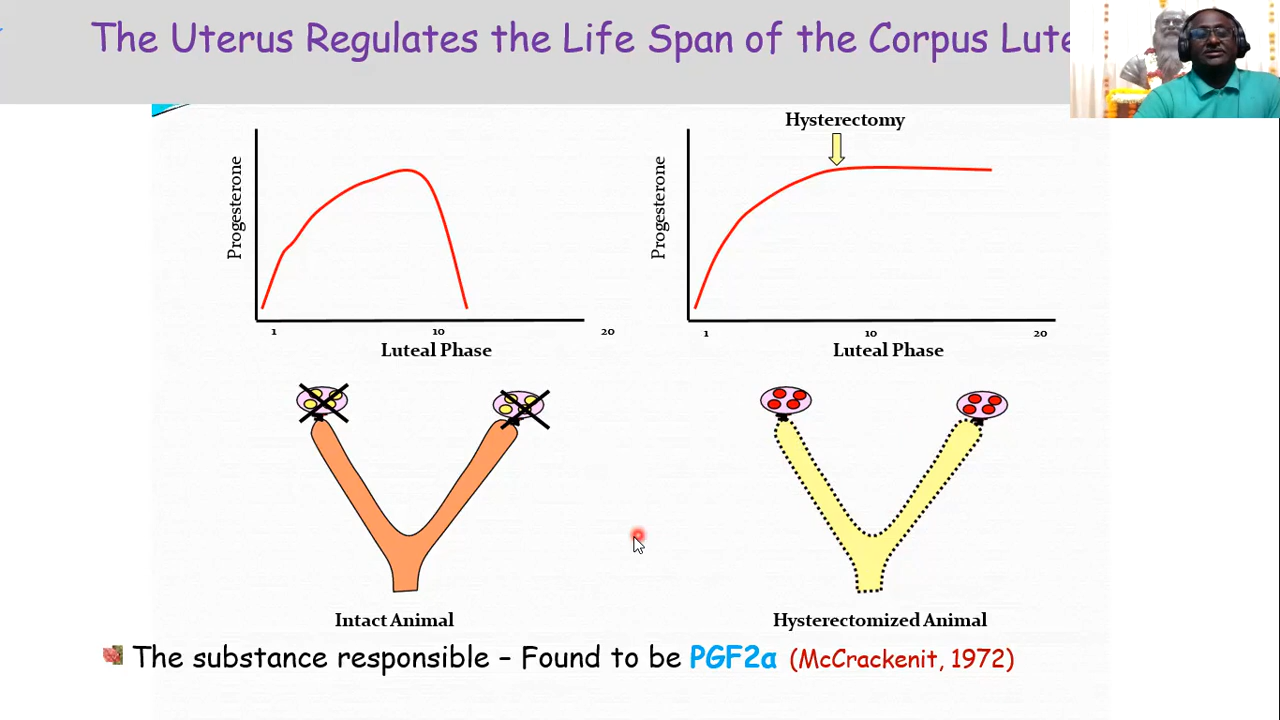 The Uterus Regulates the Life Span of the Corpus Lute
Hysterectomy
Progesterone
1 10 20
Luteal Phase
Progesterone
1 10 20
Luteal Phase
Intact Animal
Hysterectomized Animal
The substance responsible – Found to be PGF2α (McCrackenit, 1972)